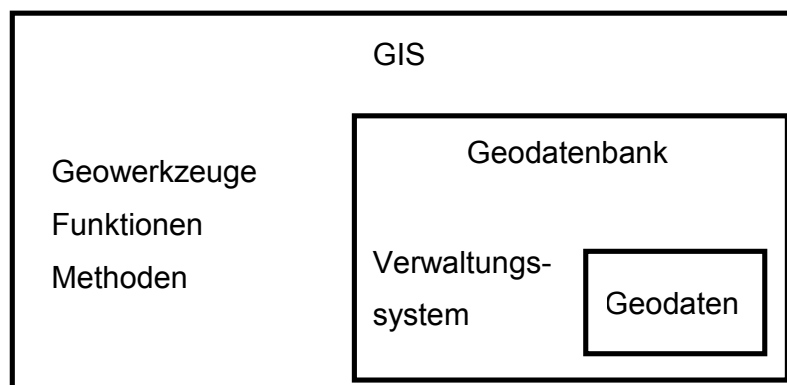 GIS
Geowerkzeuge
Funktionen
Methoden
Geodatenbank
Verwaltungs-
system
Geodaten